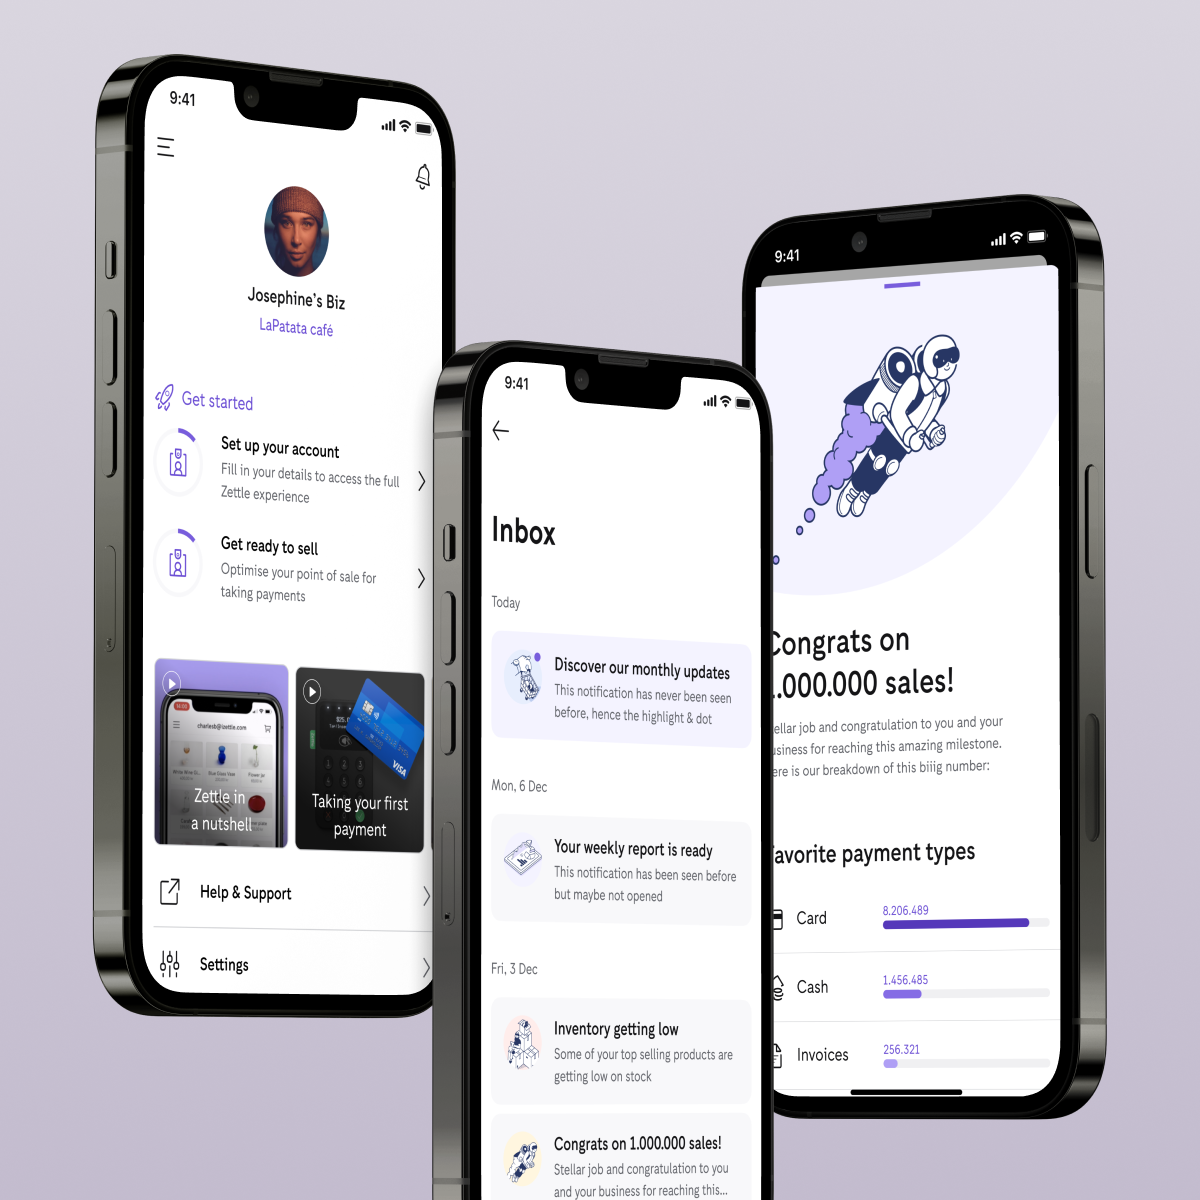 9:41
Josephine's Biz
LaPatata café
Get started
Set up your account
Fill in your details to access the full
Zettle experience
Get ready to sell
Optimise your point of sale for
taking payments
charlesb@izettle.com
Zettle in
a nutshell
VISA
Taking your first
payment
Help & Support
Settings
9:41
Inbox
Today
Discover our monthly updates
This notification has never been seen
before, hence the highlight & dot
Mon, 6 Dec
Your weekly report is ready
This notification has been seen before
but maybe not opened
Fri, 3 Dec
Inventory getting low
Some of your top selling products are
getting low on stock
Congrats on 1.000.000 sales!
Stellar job and congratulation to you
and your business for reaching this...
9:41
Congrats on
.000.000 sales!
tellar job and congratulation to you and your
usiness for reaching this amazing milestone.
ere is our breakdown of this biiig number:
avorite payment types
Card
8.206.489
Cash
1.456.485
Invoices
256.321